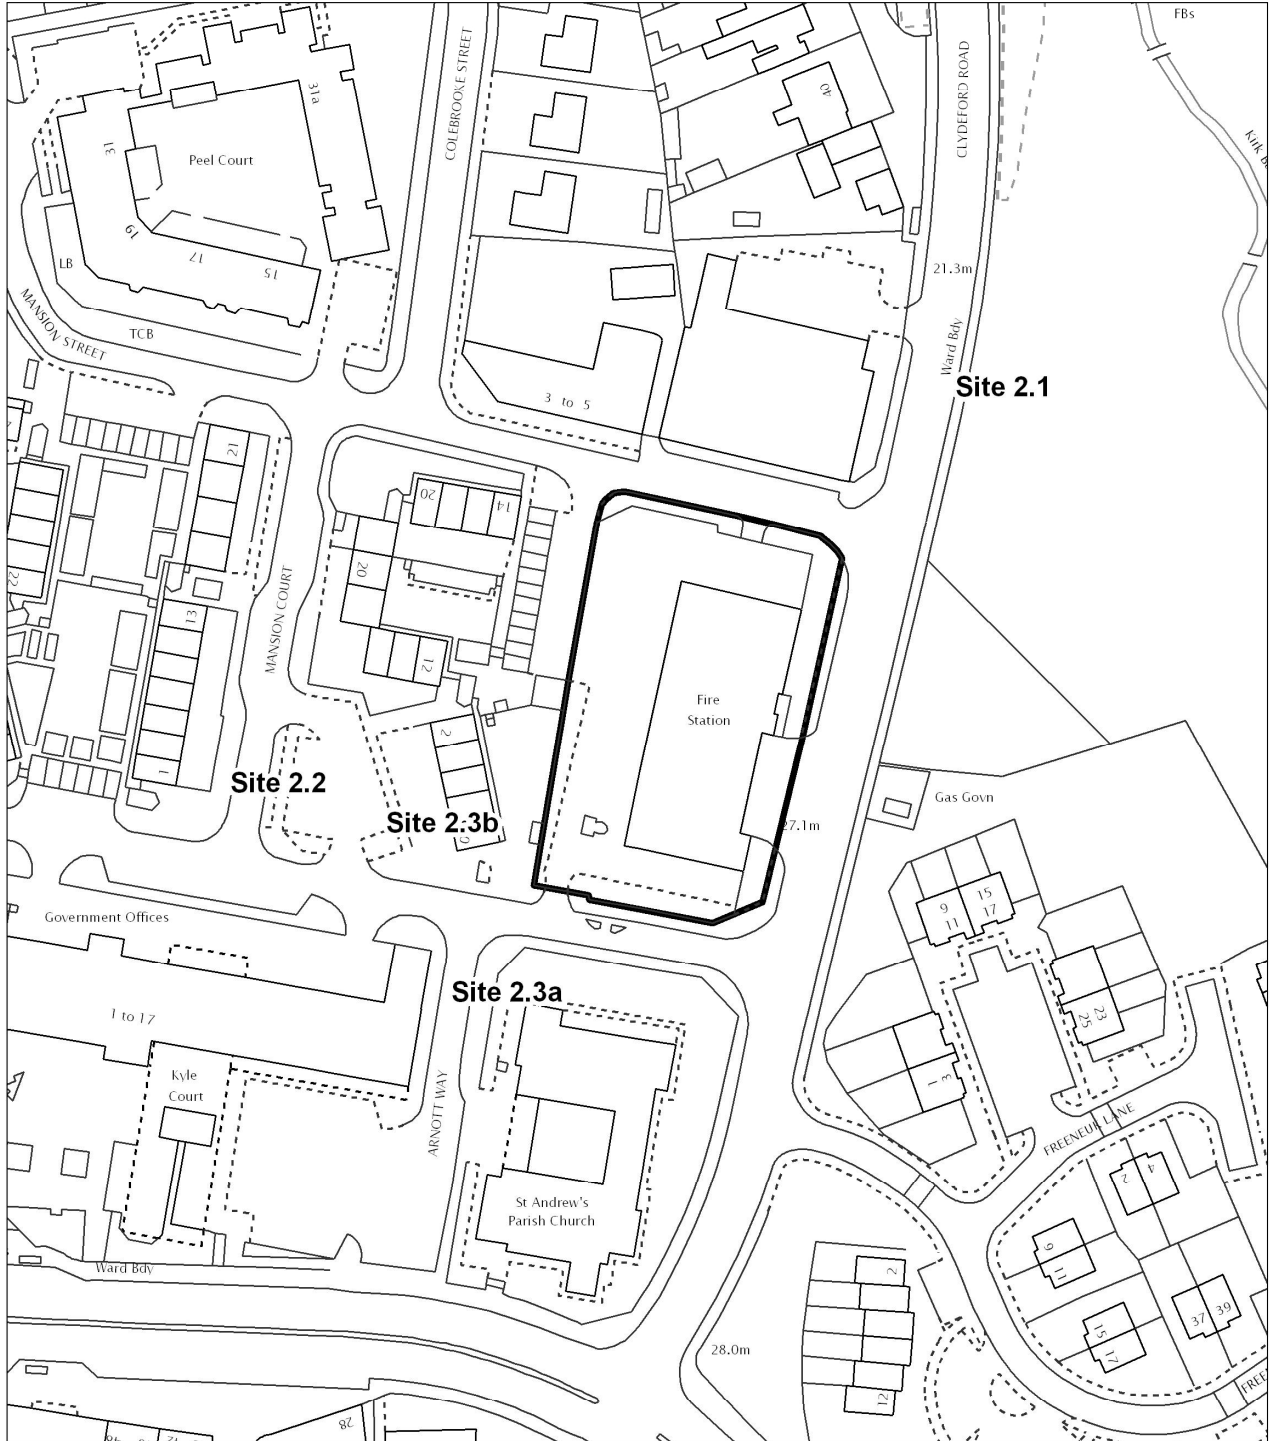 FBs
COLEBROOKE STREET
CLYDEFORD ROAD
31a
40
31
Peel Court
19
17
15
LB
21.3m
MANSION STREET
TCB
Ward Bdy
Site 2.1
3 to 5
21
20
14
20
22
13
MANSION COURT
12
Fire
Station
2
1
Site 2.2
Site 2.3b
Gas Govn
27.1m
Government Offices
9
11
15
17
Site 2.3a
1 to 17
25
23
Kyle
Court
1
3
ARNOTT WAY
FREENEUK LANE
2
4
St Andrew's
Parish Church
9
11
Ward Bdy
2
37
39
15
17
28.0m
12
28